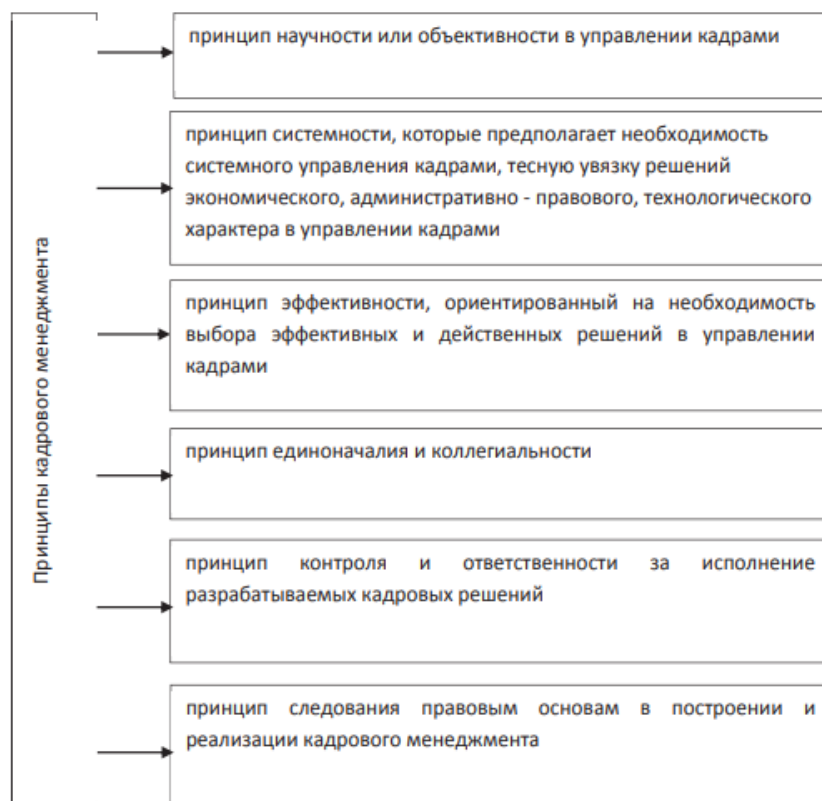 Принципы кадрового менеджмента
принцип научности или объективности в управлении кадрами
принцип системности, которые предполагает необходимость
системного управления кадрами, тесную увязку решений
экономического, административно - правового, технологического
характера в управлении кадрами
принцип эффективности, ориентированный на необходимость
выбора эффективных и действенных решений в управлении
кадрами
принцип единоначалия и коллегиальности
принцип контроля и ответственности за исполнение
разрабатываемых кадровых решений
принцип следования правовым основам в построении и
реализации кадрового менеджмента